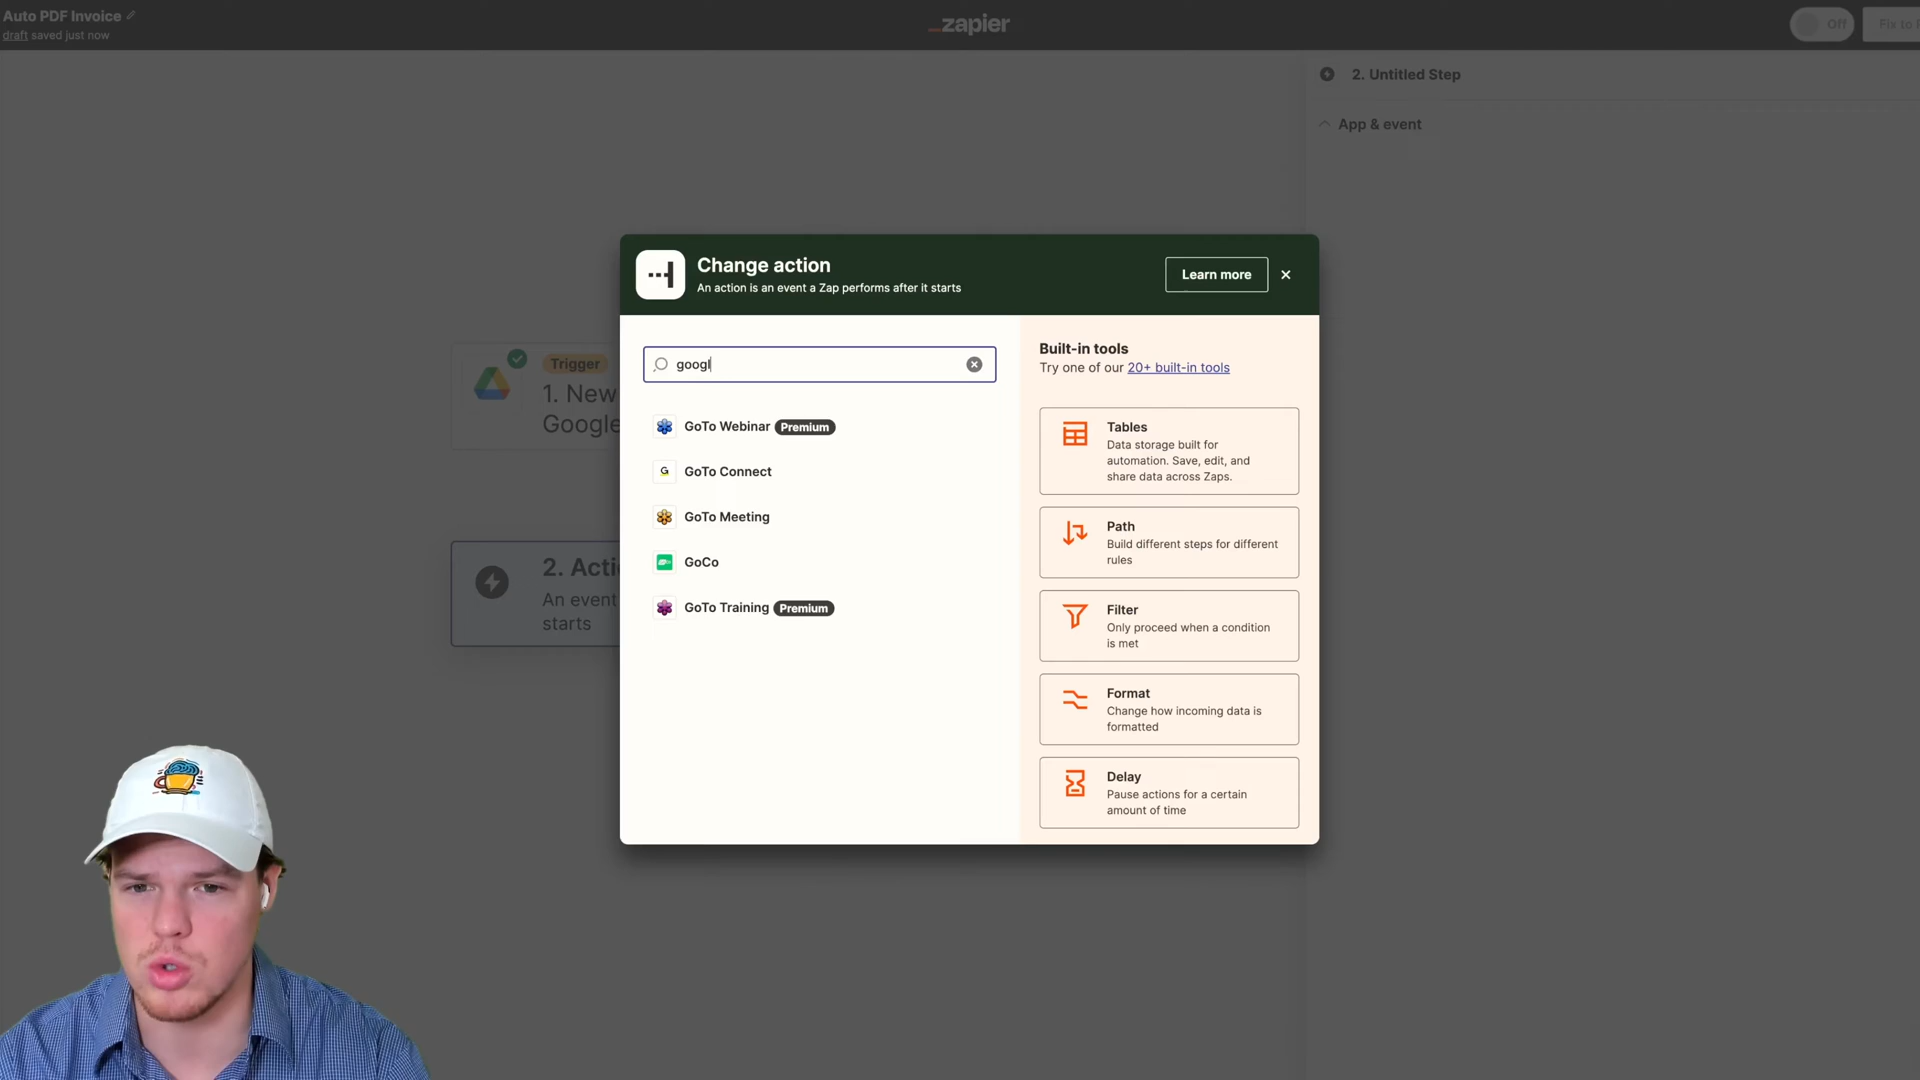 Auto PDF Invoice
draft saved just now
zapier
Off
Fix to
2. Untitled Step
App & event
Trigger
1. New
Google
2. Acti
An event
starts
Change action
An action is an event a Zap performs after it starts
Learn more
googl
GoTo Webinar Premium
GoTo Connect
GoTo Meeting
GoCo
GoTo Training Premium
Built-in tools
Try one of our 20+ built-in tools
Tables
Data storage built for
automation. Save, edit, and
share data across Zaps.
Path
Build different steps for different
rules
Filter
Only proceed when a condition
is met
Format
Change how incoming data is
formatted
Delay
Pause actions for a certain
amount of time